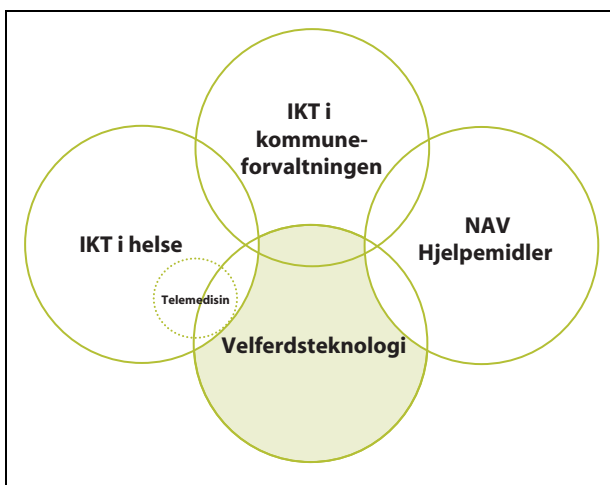 IKT i
kommune-
forvaltningen
IKT i helse
NAV
Hjelpemidler
Telemedisin
Velferdsteknologi